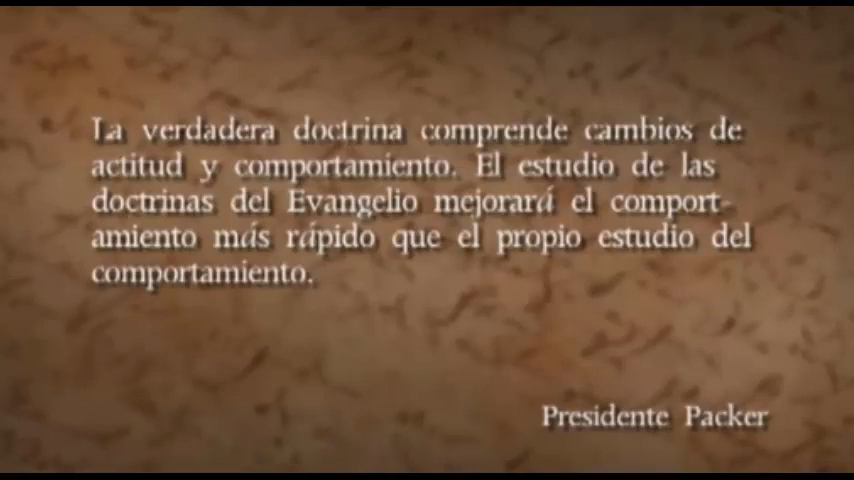 La verdadera doctrina comprende cambios de
actitud y comportamiento. El estudio de las
doctrinas del Evangelio mejorará el comport-
amiento más rápido que el propio estudio del
comportamiento.
Presidente Packer